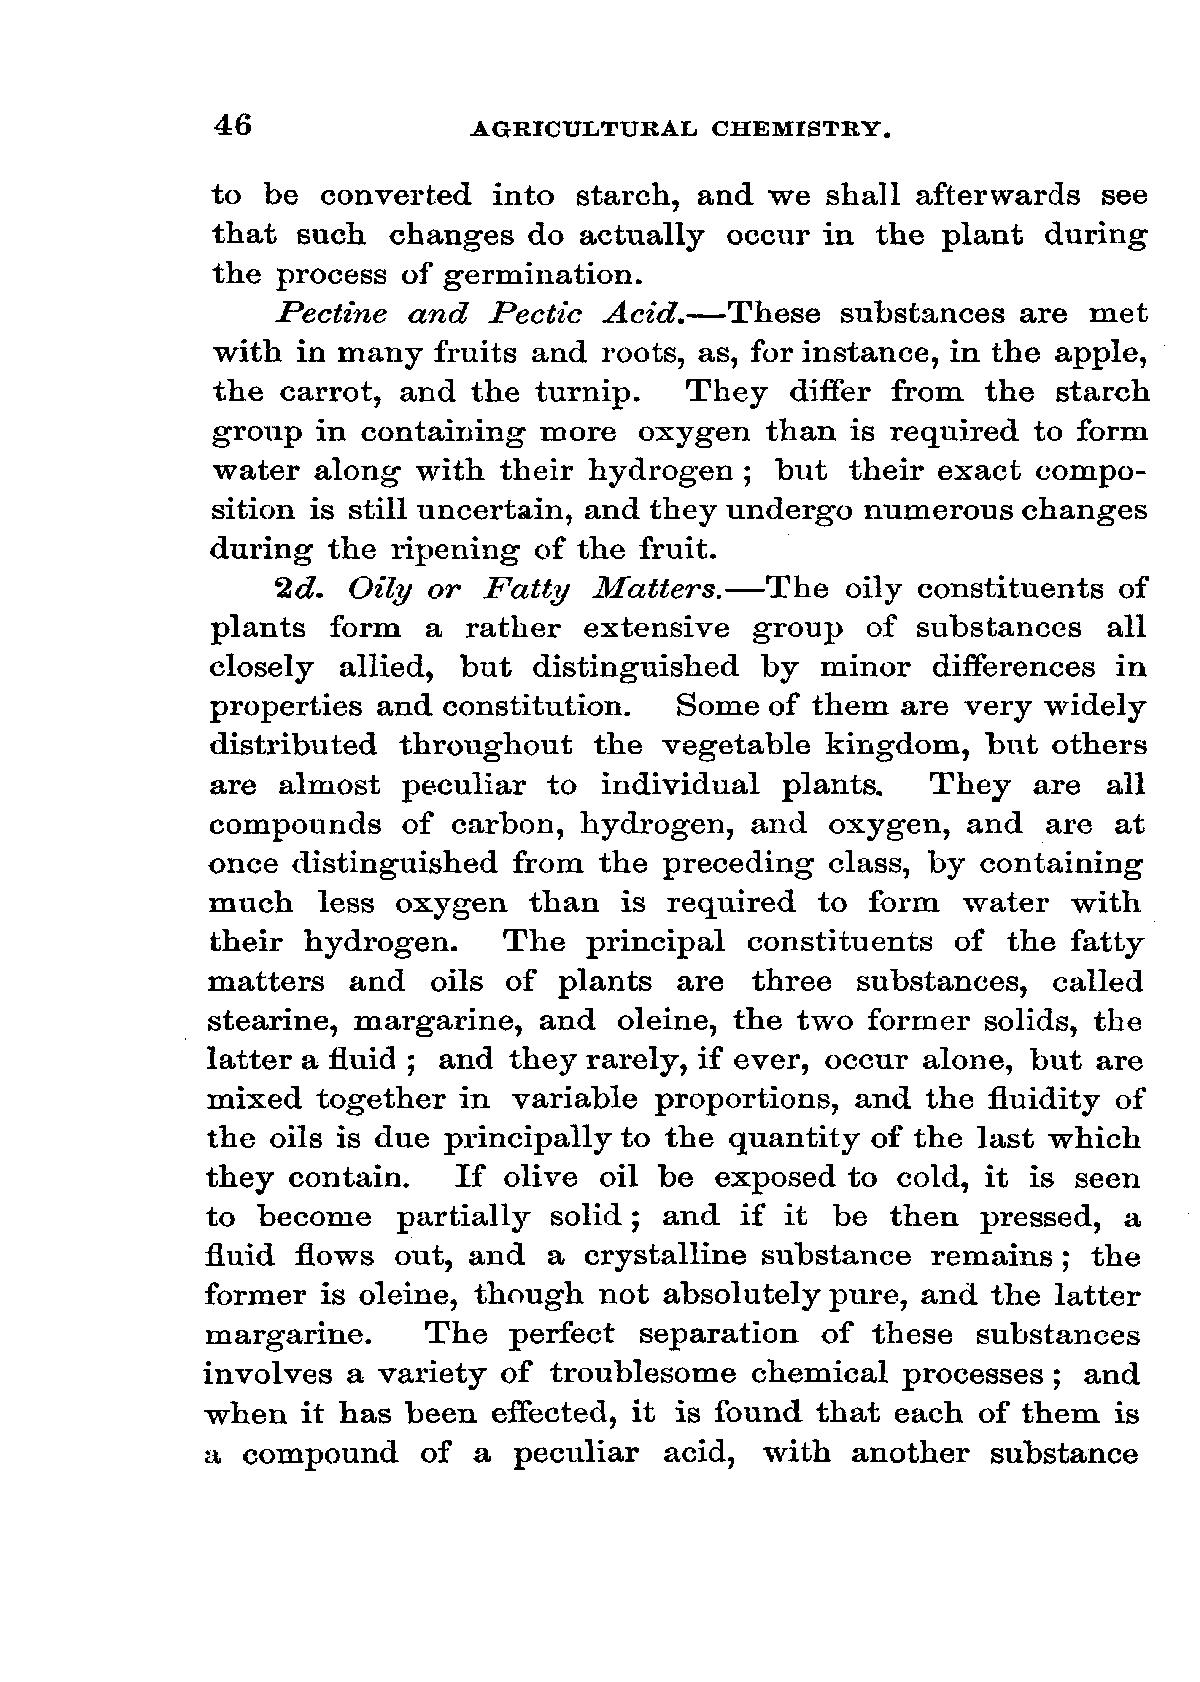 46 AGRICULTURAL CHEMISTRY.
to be converted into starch, and we shall afterwards see
that such changes do actually occur in the plant during
the process of germination.
Pectine and Pectic Acid.—These substances are met
with in many fruits and roots, as, for instance, in the apple,
the carrot, and the turnip. They differ from the starch
group in containing more oxygen than is required to form
water along with their hydrogen ; but their exact compo-
sition is still uncertain, and they undergo numerous changes
during the ripening of the fruit.
2d. Oily or Fatty Matters.—The oily constituents of
plants form a rather extensive group of substances all
closely allied, but distinguished by minor differences in
properties and constitution. Some of them are very widely
distributed throughout the vegetable kingdom, but others
are almost peculiar to individual plants. They are all
compounds of carbon, hydrogen, and oxygen, and are at
once distinguished from the preceding class, by containing
much less oxygen than is required to form water with
their hydrogen. The principal constituents of the fatty
matters and oils of plants are three substances, called
stearine, margarine, and oleine, the two former solids, the
latter a fluid ; and they rarely, if ever, occur alone, but are
mixed together in variable proportions, and the fluidity of
the oils is due principally to the quantity of the last which
they contain. If olive oil be exposed to cold, it is seen
to become partially solid ; and if it be then pressed, a
fluid flows out, and a crystalline substance remains ; the
former is oleine, though not absolutely pure, and the latter
margarine. The perfect separation of these substances
involves a variety of troublesome chemical processes ; and
when it has been effected, it is found that each of them is
a compound of a peculiar acid, with another substance